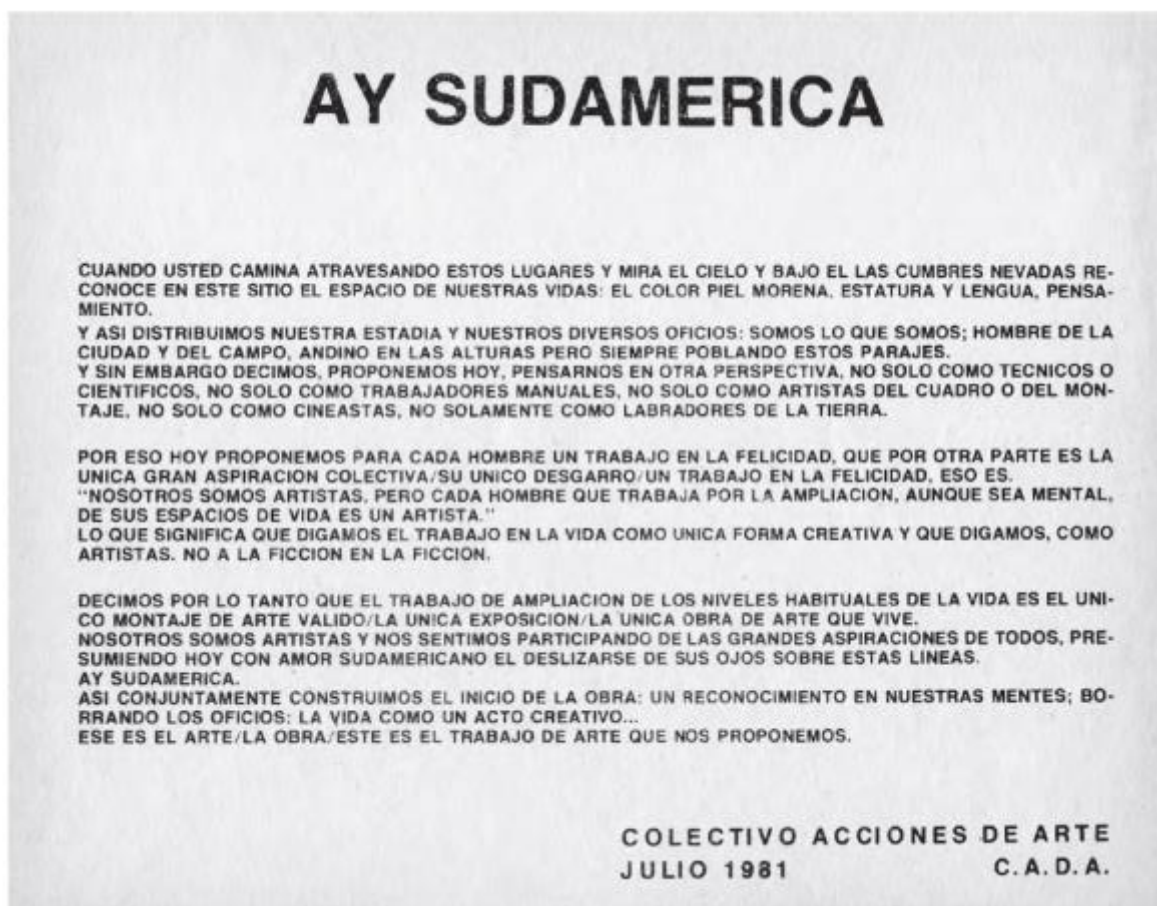 AY SUDAMERICA
CUANDO USTED CAMINA ATRAVESANDO ESTOS LUGARES Y MIRA EL CIELO Y BAJO EL LAS CUMBRES NEVADAS RE-
CONOCE EN ESTE SITIO EL ESPACIO DE NUESTRAS VIDAS: EL COLOR PIEL MORENA, ESTATURA Y LENGUA, PENSA-
MIENTO.
Y ASI DISTRIBUIMOS NUESTRA ESTADIA Y NUESTROS DIVERSOS OFICIOS: SOMOS LO QUE SOMOS; HOMBRE DE LA
CIUDAD Y DEL CAMPO, ANDINO EN LAS ALTURAS PERO SIEMPRE POBLANDO ESTOS PARAJES.
Y SIN EMBARGO DECIMOS, PROPONEMOS HOY, PENSARNOS EN OTRA PERSPECTIVA, NO SOLO COMO TECNICOS O
CIENTIFICOS, NO SOLO COMO TRABAJADORES MANUALES, NO SOLO COMO ARTISTAS DEL CUADRO O DEL MON-
TAJE, NO SOLO COMO CINEASTAS, NO SOLAMENTE COMO LABRADORES DE LA TIERRA.
POR ESO HOY PROPONEMOS PARA CADA HOMBRE UN TRABAJO EN LA FELICIDAD, QUE POR OTRA PARTE ES LA
UNICA GRAN ASPIRACION COLECTIVA/SU UNICO DESGARRO/UN TRABAJO EN LA FELICIDAD, ESO ES.
"NOSOTROS SOMOS ARTISTAS, PERO CADA HOMBRE QUE TRABAJA POR LA AMPLIACION, AUNQUE SEA MENTAL,
DE SUS ESPACIOS DE VIDA ES UN ARTISTA."
LO QUE SIGNIFICA QUE DIGAMOS EL TRABAJO EN LA VIDA COMO UNICA FORMA CREATIVA Y QUE DIGAMOS, COMO
ARTISTAS. NO A LA FICCION EN LA FICCION.
DECIMOS POR LO TANTO QUE EL TRABAJO DE AMPLIACION DE LOS NIVELES HABITUALES DE LA VIDA ES EL UNI-
CO MONTAJE DE ARTE VALIDO/LA UNICA EXPOSICION/LA UNICA OBRA DE ARTE QUE VIVE.
NOSOTROS SOMOS ARTISTAS Y NOS SENTIMOS PARTICIPANDO DE LAS GRANDES ASPIRACIONES DE TODOS, PRE-
SUMIENDO HOY CON AMOR SUDAMERICANO EL DESLIZARSE DE SUS OJOS SOBRE ESTAS LINEAS.
AY SUDAMERICA.
ASI CONJUNTAMENTE CONSTRUIMOS EL INICIO DE LA OBRA: UN RECONOCIMIENTO EN NUESTRAS MENTES; BO-
RRANDO LOS OFICIOS: LA VIDA COMO UN ACTO CREATIVO...
ESE ES EL ARTE/LA OBRA/ESTE ES EL TRABAJO DE ARTE QUE NOS PROPONEMOS.
COLECTIVO ACCIONES DE ARTE
JULIO 1981 C.A.D.A.